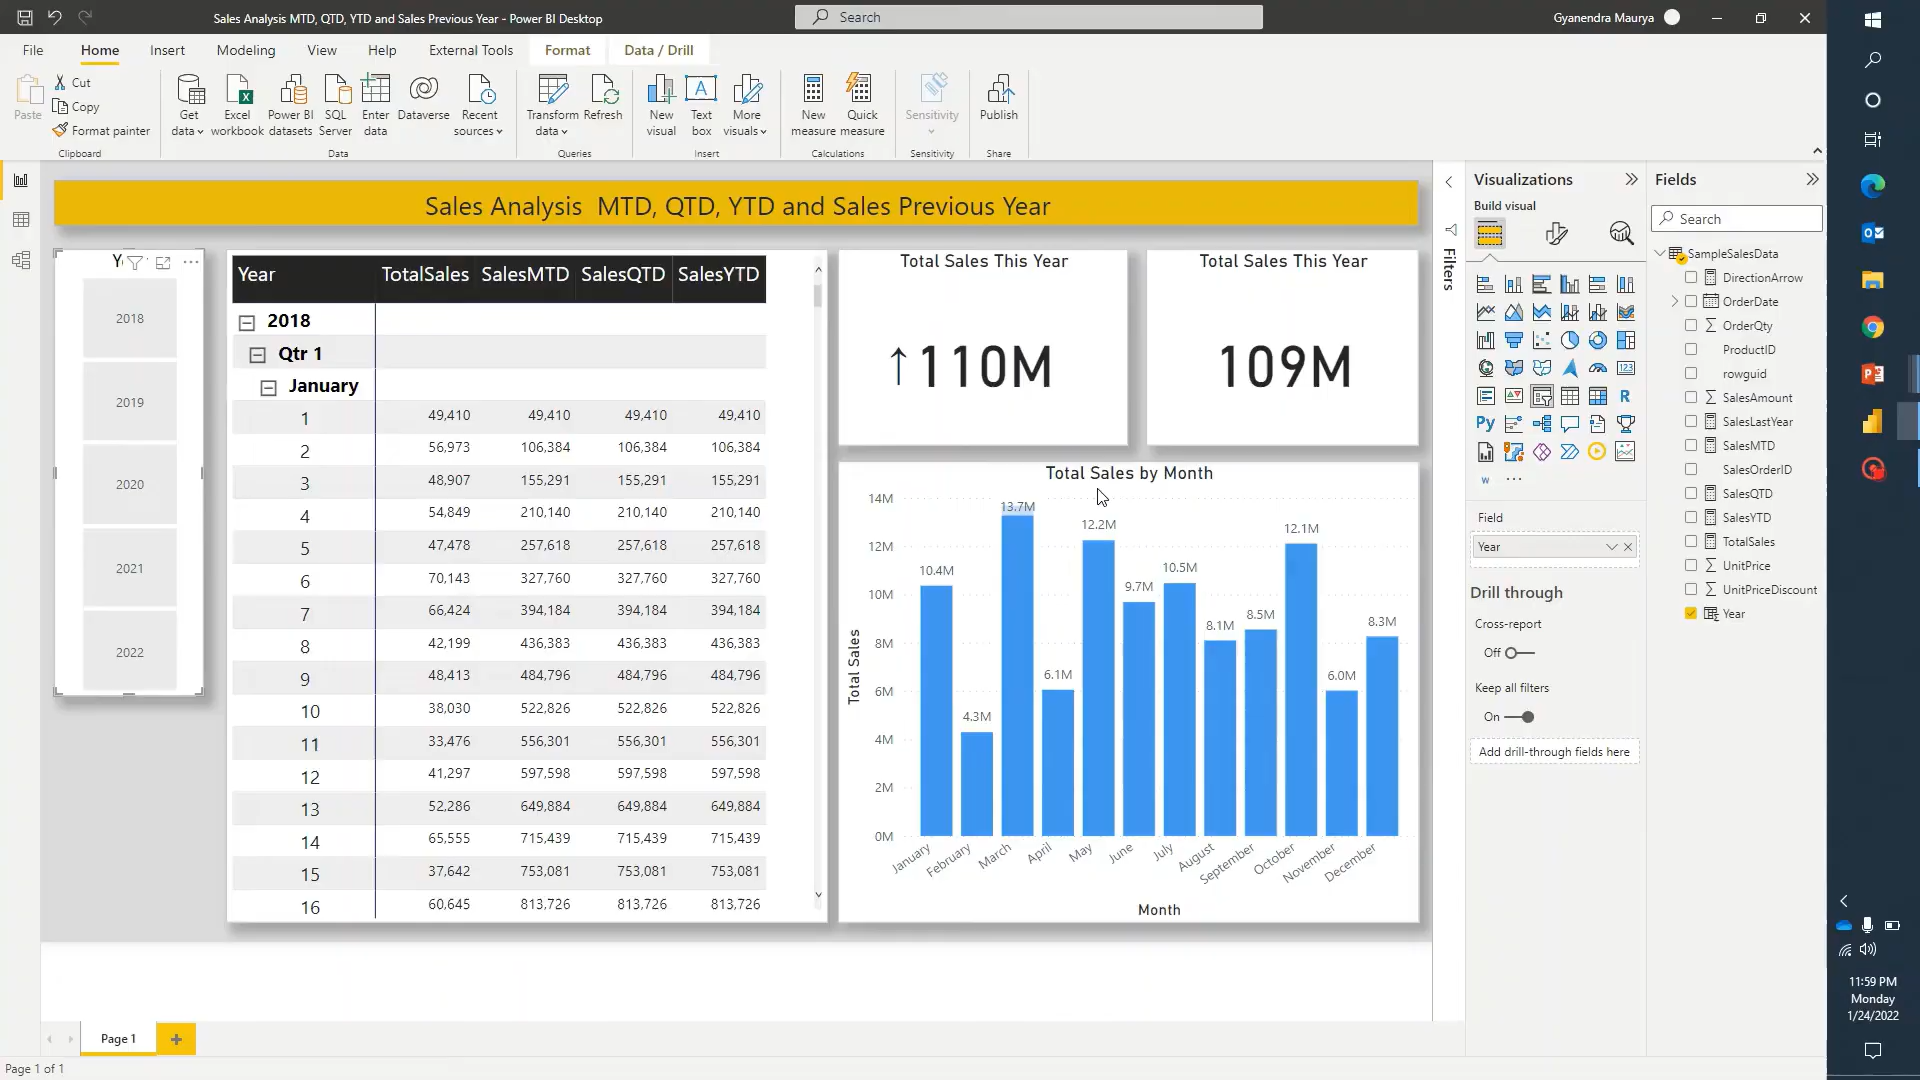 Sales Analysis MTD, QTD, YTD and Sales Previous Year - Power BI Desktop
Search
Gyanendra Maurya
File Home Insert Modeling View Help External Tools Format Data / Drill
Paste
Cut
Copy
Format painter
Clipboard
Get data
Excel workbook
Power BI datasets
SQL Server
Enter data
Dataverse
Recent sources
Data
Transform data
Refresh
Queries
New visual
Text box
More visuals
Insert
New measure
Quick measure
Calculations
Sensitivity
Sensitivity
Publish
Share
Sales Analysis  MTD, QTD, YTD and Sales Previous Year
2018
2019
2020
2021
2022
Year TotalSales SalesMTD SalesQTD SalesYTD
2018
Qtr 1
January
1 49,410 49,410 49,410 49,410
2 56,973 106,384 106,384 106,384
3 48,907 155,291 155,291 155,291
4 54,849 210,140 210,140 210,140
5 47,478 257,618 257,618 257,618
6 70,143 327,760 327,760 327,760
7 66,424 394,184 394,184 394,184
8 42,199 436,383 436,383 436,383
9 48,413 484,796 484,796 484,796
10 38,030 522,826 522,826 522,826
11 33,476 556,301 556,301 556,301
12 41,297 597,598 597,598 597,598
13 52,286 649,884 649,884 649,884
14 65,555 715,439 715,439 715,439
15 37,642 753,081 753,081 753,081
16 60,645 813,726 813,726 813,726
Total Sales This Year
↑110M
Total Sales This Year
109M
Total Sales by Month
Total Sales
14M
12M
10M
8M
6M
4M
2M
0M
10.4M
4.3M
13.7M
6.1M
12.2M
9.7M
10.5M
8.1M
8.5M
12.1M
6.0M
8.3M
January February March April May June July August September October November December
Month
Filters
Visualizations
Build visual
123
R
Py
Field
Year
Drill through
Cross-report
Off
Keep all filters
On
Add drill-through fields here
Fields
Search
SampleSalesData
DirectionArrow
OrderDate
OrderQty
ProductID
rowguid
SalesAmount
SalesLastYear
SalesMTD
SalesOrderID
SalesQTD
SalesYTD
TotalSales
UnitPrice
UnitPriceDiscount
Year
Page 1
Page 1 of 1
11:59 PM
Monday
1/24/2022